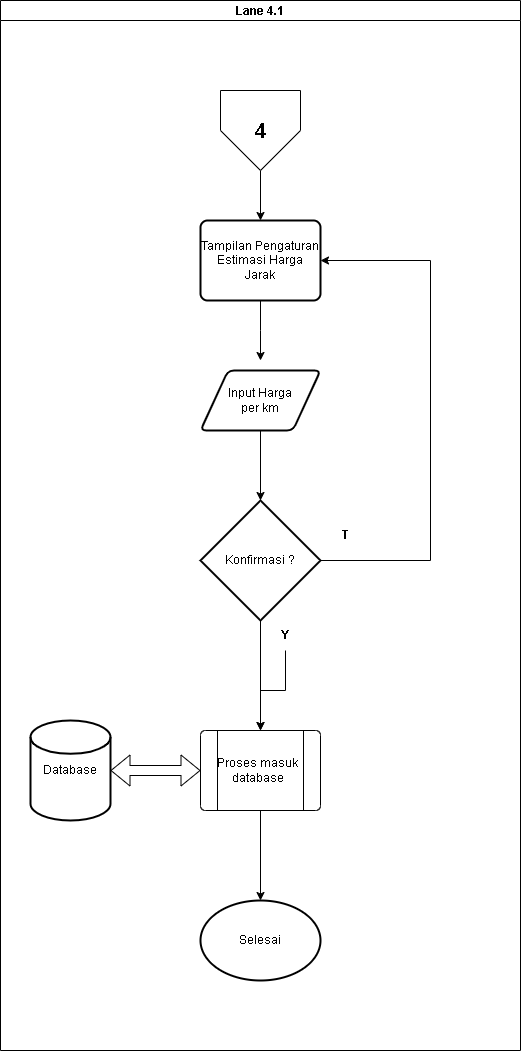 Lane 4.1
4
Tampilan Pengaturan
Estimasi Harga
Jarak
Input Harga
per km
Konfirmasi ?
T
Y
Database
Proses masuk
database
Selesai